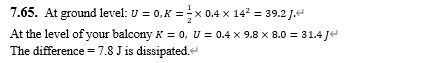 7.65. At ground level: U = 0, K = 1/2 × 0.4 × 14² = 39.2 J.↵
At the level of your balcony K = 0, U = 0.4 × 9.8 × 8.0 = 31.4 J↵
The difference = 7.8 J is dissipated.↵